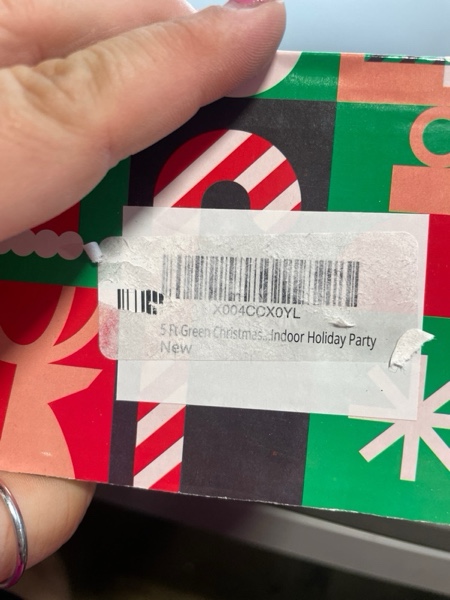 X004CCX0YL
5 Ft Green Christmas...Indoor Holiday Party
New